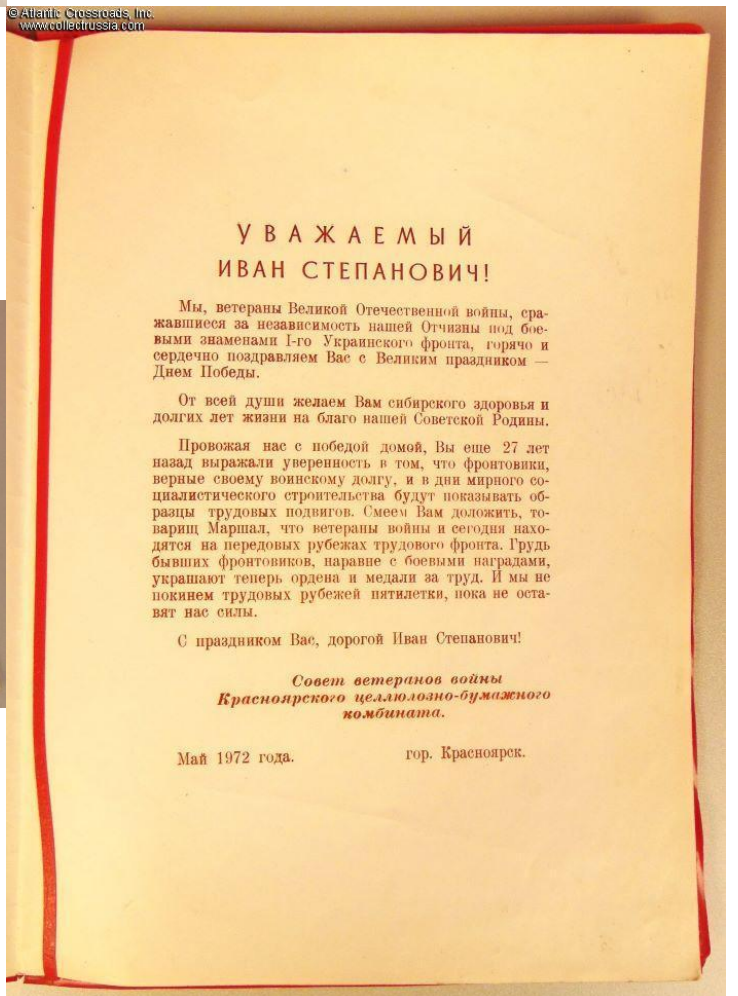 © Atlantic Crossroads, Inc.
www.collectrussia.com
УВАЖАЕМЫЙ
ИВАН СТЕПАНОВИЧ!
Мы, ветераны Великой Отечественной войны, сра-
жавшиеся за независимость нашей Отчизны под бое-
выми знаменами I-го Украинского фронта, горячо и
сердечно поздравляем Вас с Великим праздником —
Днем Победы.
От всей души желаем Вам сибирского здоровья и
долгих лет жизни на благо нашей Советской Родины.
Провожая нас с победой домой, Вы еще 27 лет
назад выражали уверенность в том, что фронтовики,
верные своему воинскому долгу, и в дни мирного со-
циалистического строительства будут показывать об-
разцы трудовых подвигов. Смеем Вам доложить, то-
варищ Маршал, что ветераны войны и сегодня нахо-
дятся на передовых рубежах трудового фронта. Грудь
бывших фронтовиков, наравне с боевыми наградами,
украшают теперь ордена и медали за труд. И мы не
покинем трудовых рубежей пятилетки, пока не оста-
вят нас силы.
С праздником Вас, дорогой Иван Степанович!
Совет ветеранов войны
Красноярского целлюлозно-бумажного
комбината.
Май 1972 года. гор. Красноярск.